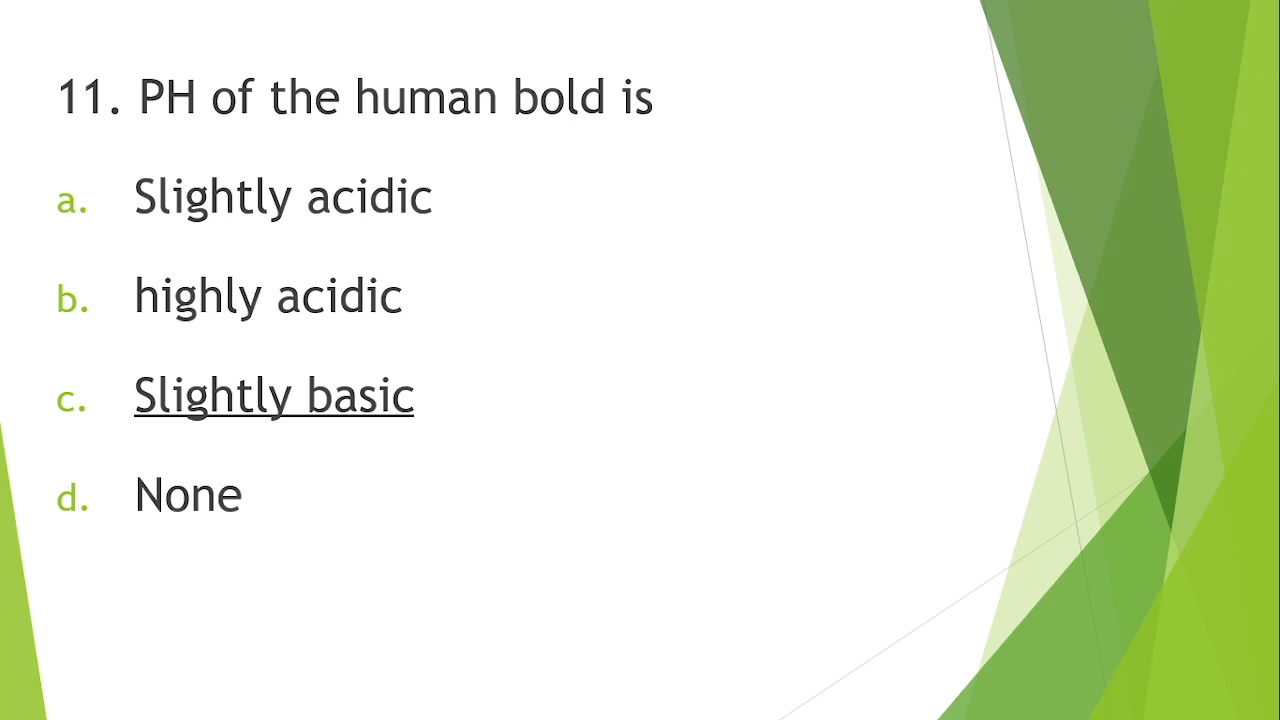 11. PH of the human bold is
a. Slightly acidic
b. highly acidic
c. Slightly basic
d. None